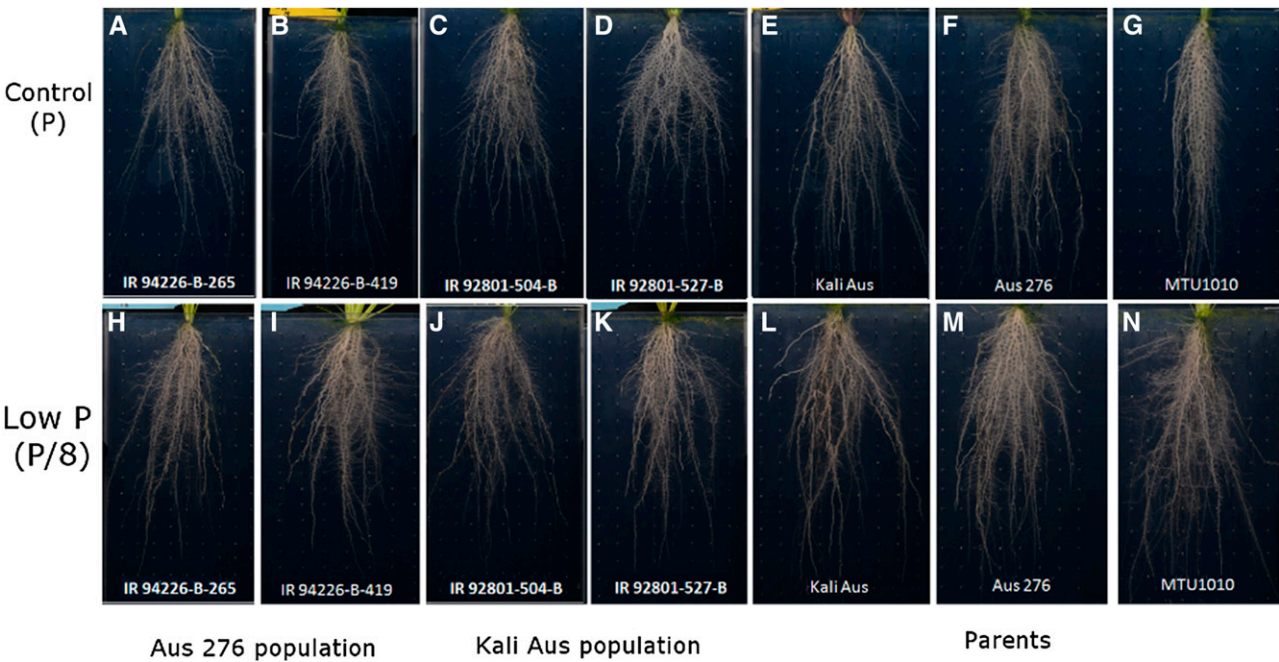 A B C D E F G
Control
(P)
IR 94226-B-265 IR 94226-B-419 IR 92801-504-B IR 92801-527-B Kali Aus Aus 276 MTU1010
H I J K L M N
Low P
(P/8)
IR 94226-B-265 IR 94226-B-419 IR 92801-504-B IR 92801-527-B Kali Aus Aus 276 MTU1010
Aus 276 population Kali Aus population Parents